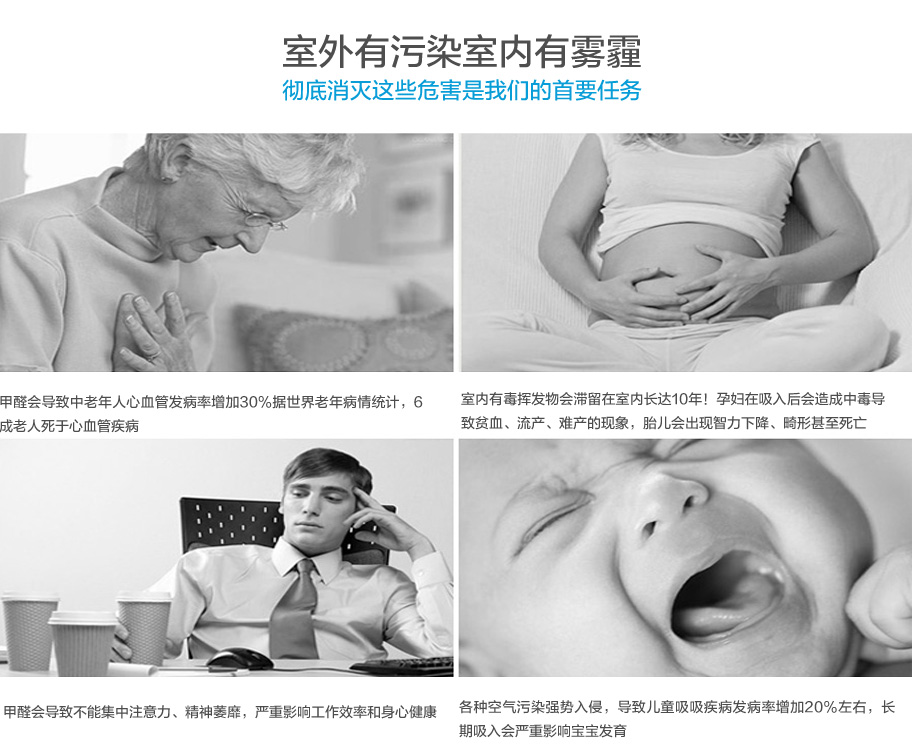 室外有污染室内有雾霾
彻底消灭这些危害是我们的首要任务
甲醛会导致中老年人心血管发病率增加30%据世界老年病情统计，6
成老人死于心血管疾病
室内有毒挥发物会滞留在室内长达10年！孕妇在吸入后会造成中毒导
致贫血、流产、难产的现象，胎儿会出现智力下降、畸形甚至死亡
甲醛会导致不能集中注意力、精神萎靡，严重影响工作效率和身心健康
各种空气污染强势入侵，导致儿童吸吸疾病发病率增加20%左右，长
期吸入会严重影响宝宝发育